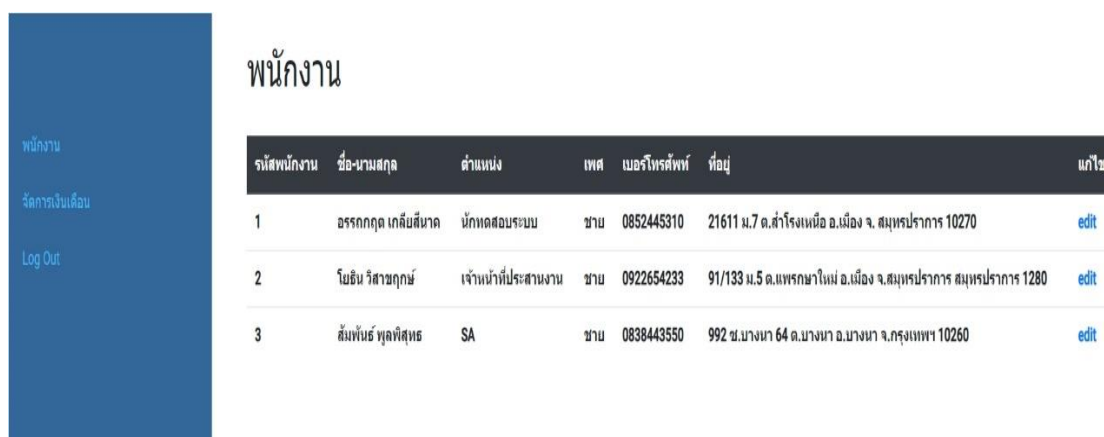 พนักงาน
พนักงาน
จัดการเงินเดือน
Log Out
รหัสพนักงาน ชื่อ-นามสกุล ตำแหน่ง เพศ เบอร์โทรศัพท์ ที่อยู่ แก้ไข
1 อรรถกฤต เกลียสีนาค นักทดสอบระบบ ชาย 0852445310 21611 ม.7 ต.สำโรงเหนือ อ.เมือง จ. สมุทรปราการ 10270 edit
2 โยธิน วิสาขฤกษ์ เจ้าหน้าที่ประสานงาน ชาย 0922654233 91/133 ม.5 ต.แพรกษาใหม่ อ.เมือง จ.สมุทรปราการ สมุทรปราการ 1280 edit
3 สัมพันธ์ พูลพิสุทธ SA ชาย 0838443550 992 ซ.บางนา 64 ต.บางนา อ.บางนา จ.กรุงเทพฯ 10260 edit